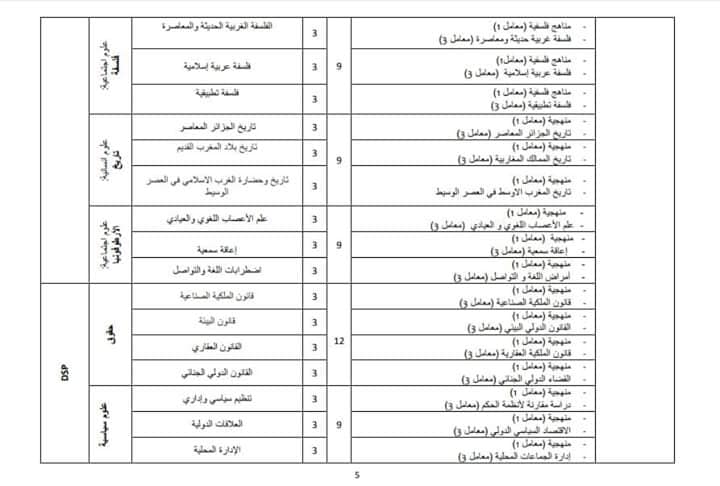 علوم اجتماعية:
فلسفة
الفلسفة الغربية الحديثة والمعاصرة
3
9
- مناهج فلسفية (معامل 1)
- فلسفة غربية حديثة ومعاصرة (معامل 3)
فلسفة عربية إسلامية
3
- مناهج فلسفية (معامل1)
- فلسفة عربية إسلامية (معامل 3)
فلسفة تطبيقية
3
- مناهج فلسفية (معامل 1)
- فلسفة تطبيقية (معامل 3)
علوم انسانية:
تاريخ
تاريخ الجزائر المعاصر
3
9
- منهجية (معامل 1)
- تاريخ الجزائر المعاصر (معامل 3)
تاريخ بلاد المغرب القديم
3
- منهجية (معامل 1)
- تاريخ الممالك المغاربية (معامل 3)
تاريخ وحضارة الغرب الاسلامي في العصر
الوسيط
3
- منهجية (معامل 1)
- تاريخ المغرب الاوسط في العصر الوسيط
علوم اجتماعية:
الأرطوفونيا
علم الأعصاب اللغوي والعيادي
3
9
- منهجية (معامل 1)
- علم الأعصاب اللغوي و العيادي (معامل 3)
إعاقة سمعية
3
- منهجية (معامل 1)
- إعاقة سمعية (معامل 3)
اضطرابات اللغة والتواصل
3
- منهجية (معامل 1)
- أمراض اللغة و التواصل (معامل 3)
DSP
حقوق
قانون الملكية الصناعية
3
12
- منهجية (معامل 1)
- قانون الملكية الصناعية (معامل 3)
قانون البيئة
3
- منهجية (معامل 1)
- القانون الدولي البيئي (معامل 3)
القانون العقاري
3
- منهجية (معامل 1)
- قانون الملكية العقارية (معامل 3)
القانون الدولي الجنائي
3
- منهجية (معامل 1)
- القضاء الدولي الجنائي (معامل 3)
علوم سياسية
تنظيم سياسي وإداري
3
9
- منهجية (معامل 1)
- دراسة مقارنة لأنظمة الحكم (معامل 3)
العلاقات الدولية
3
- منهجية (معامل 1)
- الاقتصاد السياسي الدولي (معامل 3)
الإدارة المحلية
3
- منهجية (معامل 1)
- إدارة الجماعات المحلية (معامل 3)
5